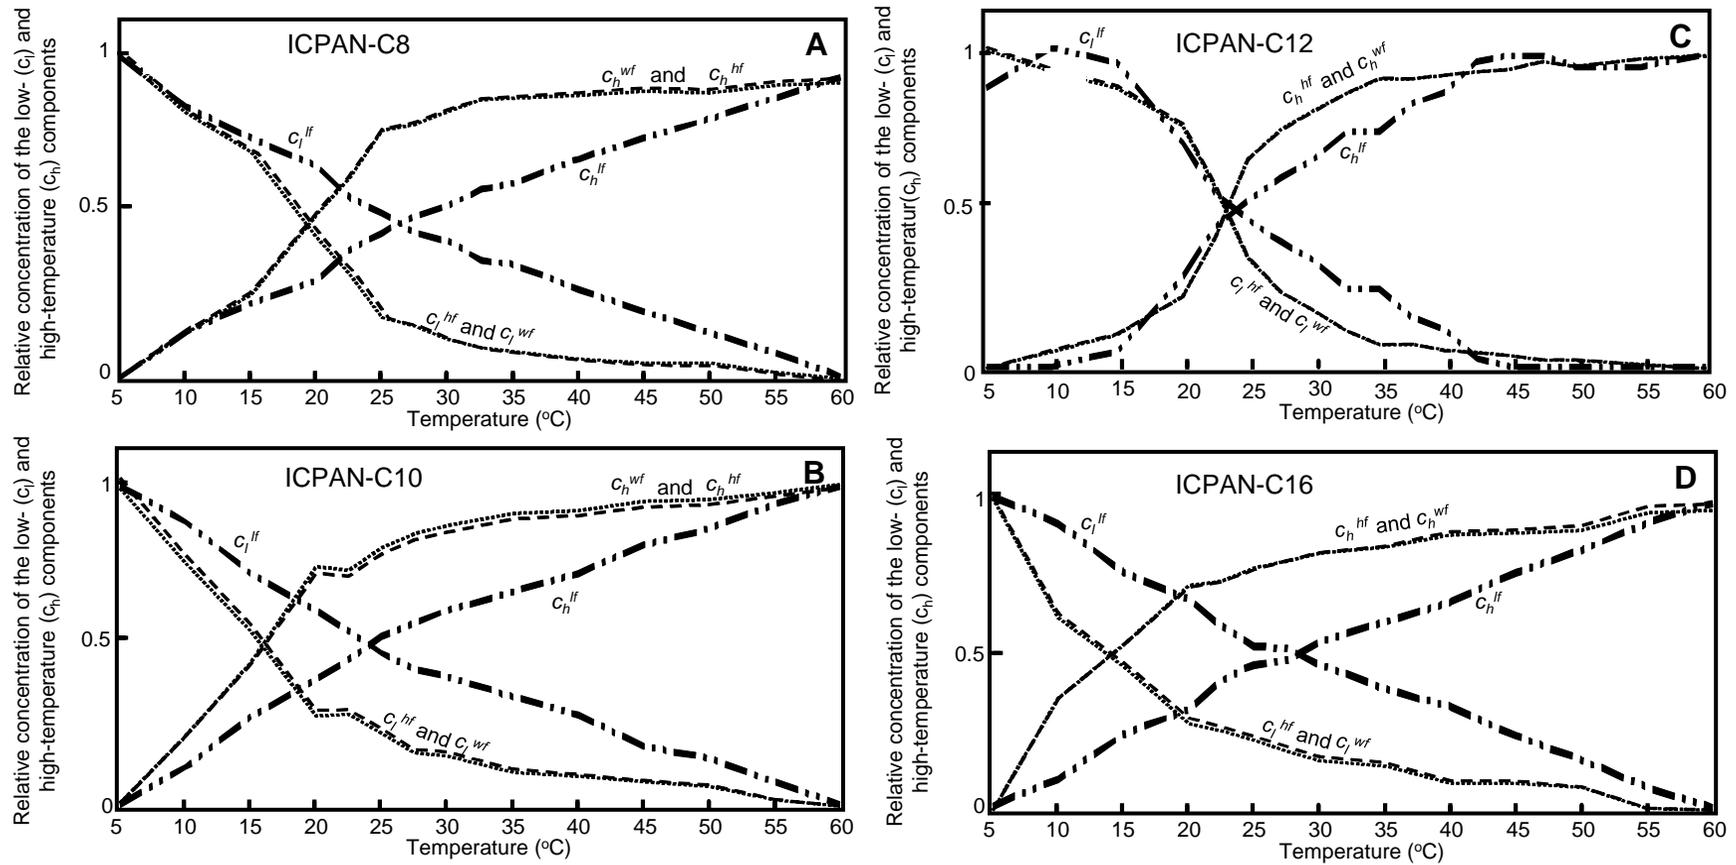 Relative concentration of the low- (cl) and
high-temperature (ch) components
ICPAN-C8
A
1
0.5
0
cl^lf
ch^wf and ch^hf
ch^lf
cl^hf and cl^wf
5 10 15 20 25 30 35 40 45 50 55 60
Temperature (°C)
Relative concentration of the low- (cl) and
high-temperatur(ch) components
ICPAN-C12
C
1
0.5
0
cl^lf
ch^hf and ch^wf
ch^lf
cl^hf and cl^wf
5 10 15 20 25 30 35 40 45 50 55 60
Temperature (°C)
Relative concentration of the low- (cl) and
high-temperature (ch) components
ICPAN-C10
B
1
0.5
0
cl^lf
ch^wf and ch^hf
ch^lf
cl^hf and cl^wf
5 10 15 20 25 30 35 40 45 50 55 60
Temperature (°C)
Relative concentration of the low- (cl) and
high-temperature (ch) components
ICPAN-C16
D
1
0.5
0
cl^lf
ch^hf and ch^wf
ch^lf
cl^hf and cl^wf
5 10 15 20 25 30 35 40 45 50 55 60
Temperature (°C)